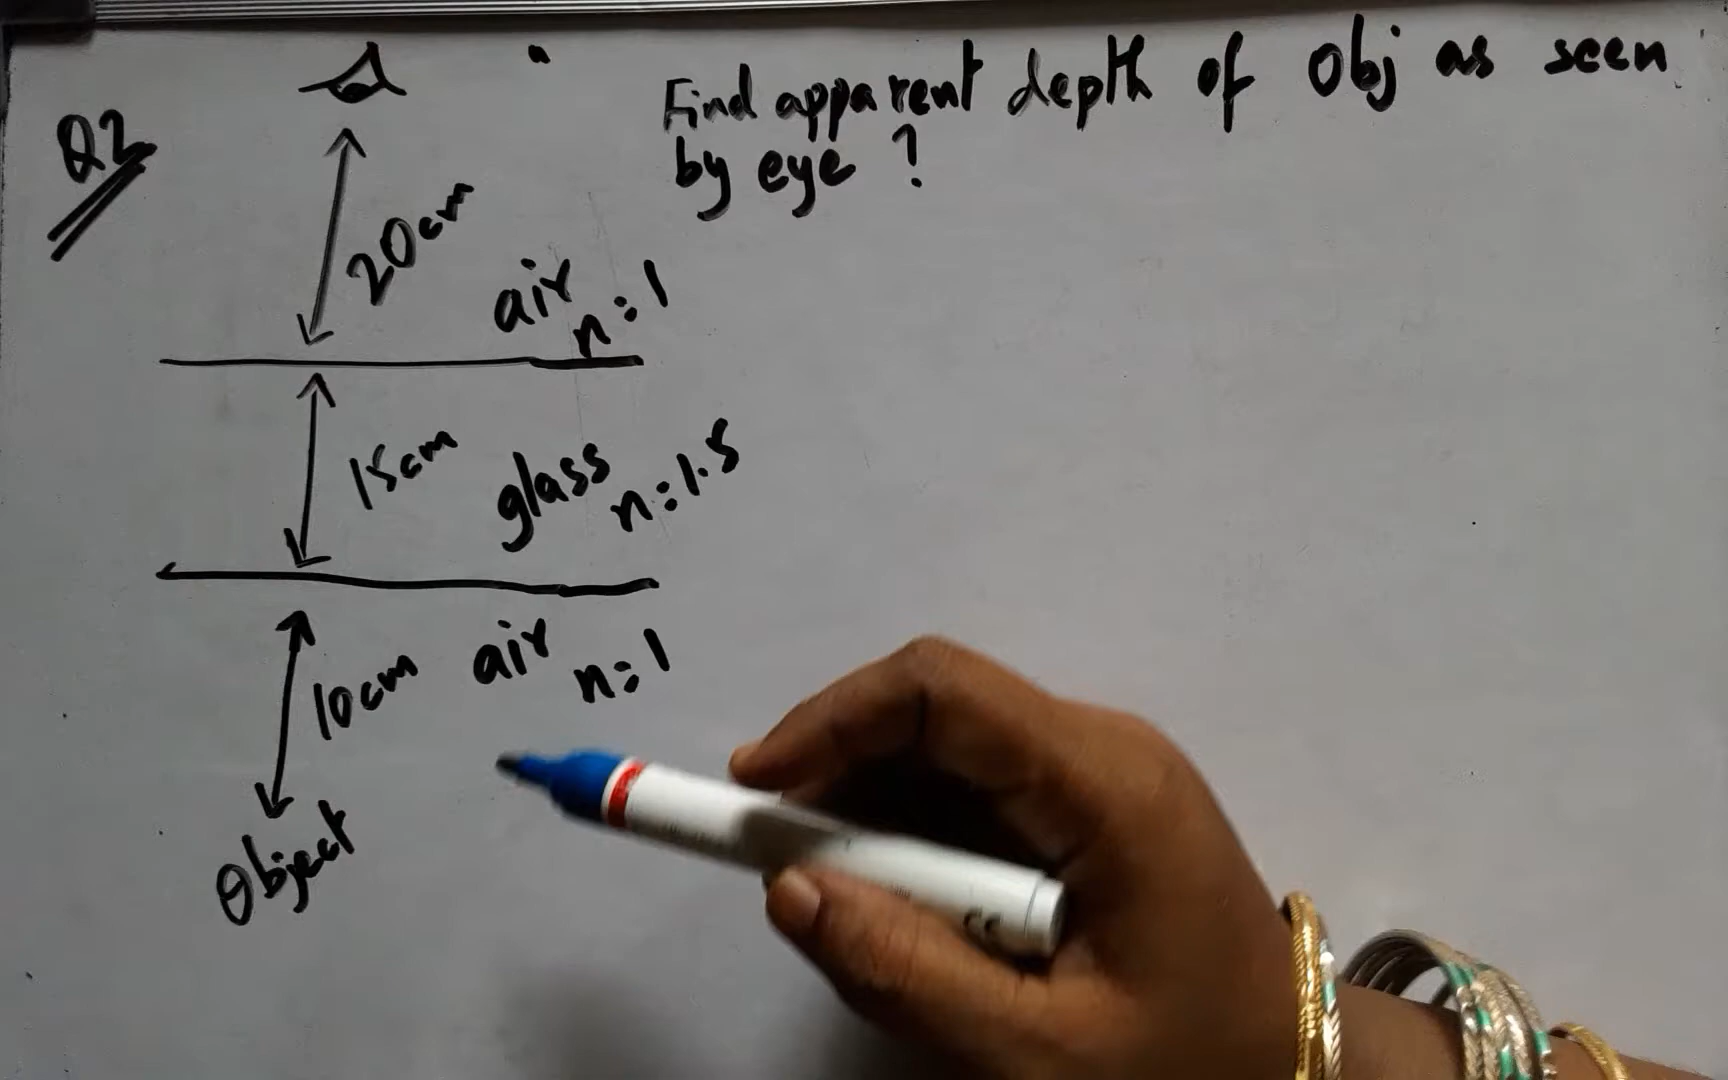 Q2
Find apparent depth of Obj as seen
by eye ?
20cm
air
n=1
15cm
glass
n=1.5
10cm
air
n=1
Object
CE